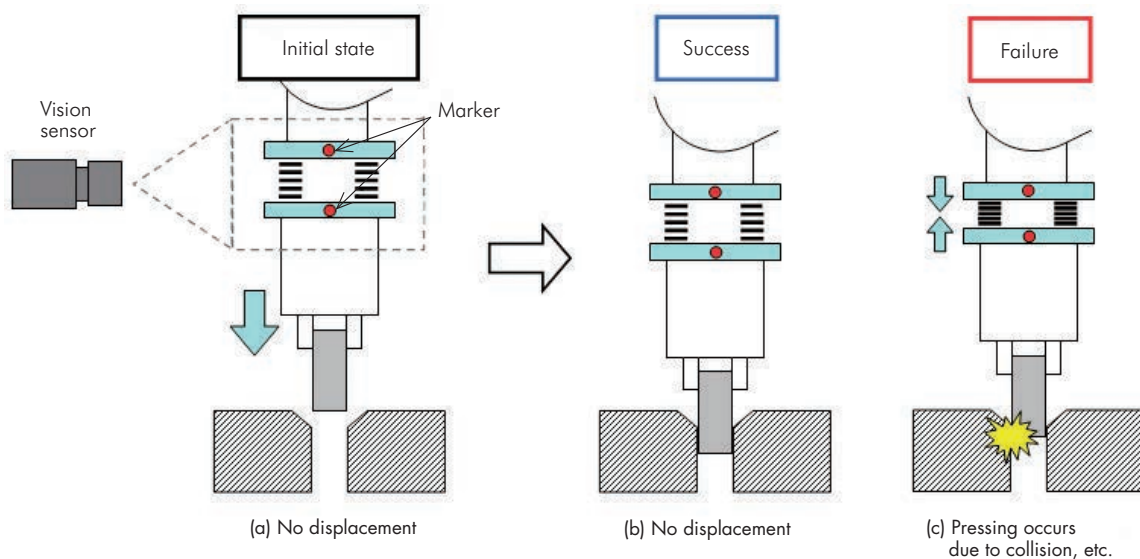 Initial state
Success
Failure
Vision
sensor
Marker
(a) No displacement
(b) No displacement
(c) Pressing occurs
due to collision, etc.